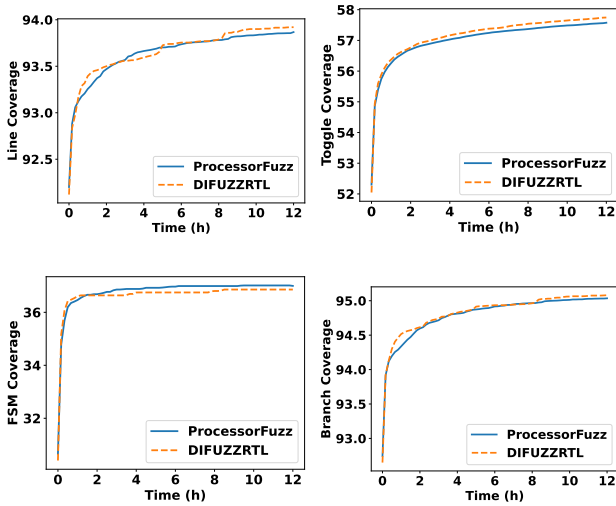 94.0
93.5
93.0
92.5
Line Coverage
ProcessorFuzz
DIFUZZRTL
0 2 4 6 8 10 12
Time (h)
58
57
56
55
54
53
52
Toggle Coverage
ProcessorFuzz
DIFUZZRTL
0 2 4 6 8 10 12
Time (h)
36
34
32
FSM Coverage
ProcessorFuzz
DIFUZZRTL
0 2 4 6 8 10 12
Time (h)
95.0
94.5
94.0
93.5
93.0
Branch Coverage
ProcessorFuzz
DIFUZZRTL
0 2 4 6 8 10 12
Time (h)